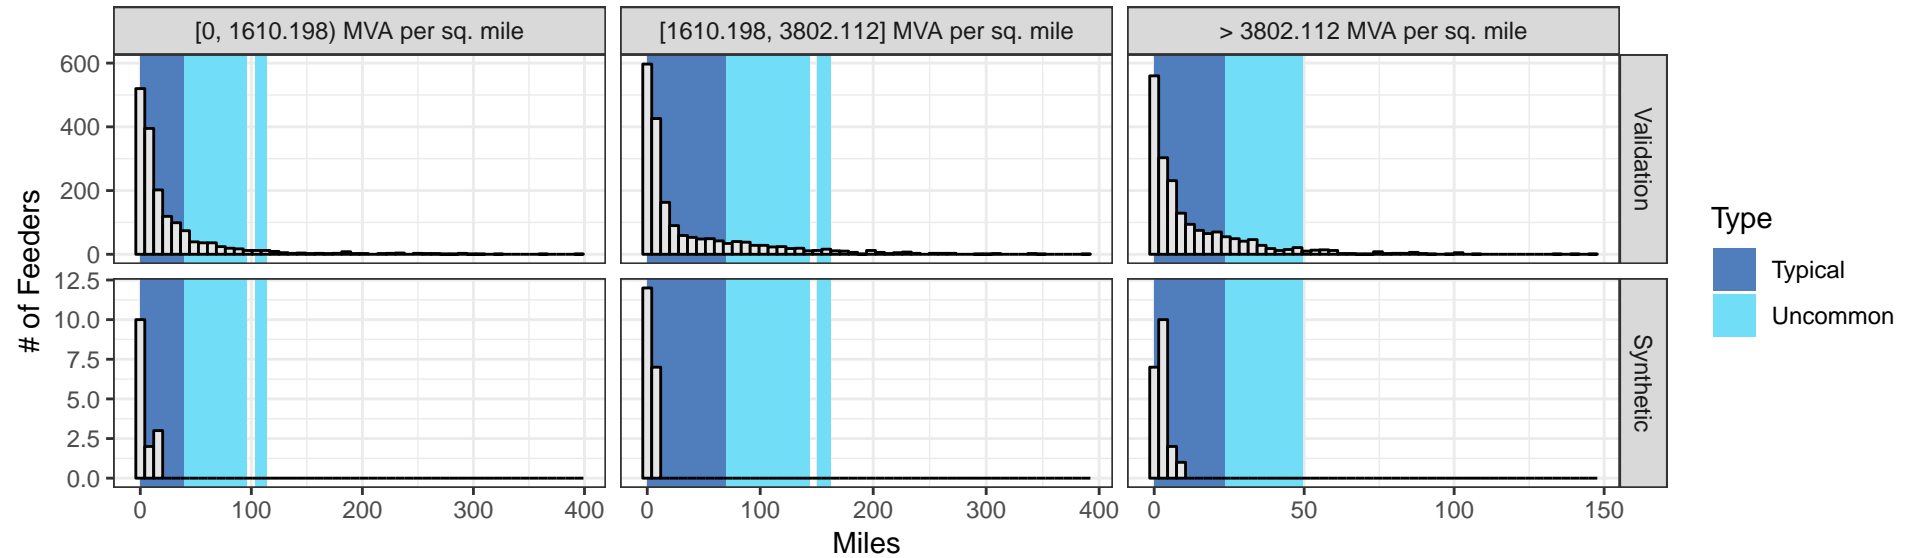 [0, 1610.198) MVA per sq. mile
[1610.198, 3802.112] MVA per sq. mile
> 3802.112 MVA per sq. mile
# of Feeders
600
400
200
0
Validation
12.5
10.0
7.5
5.0
2.5
0.0
Synthetic
0 100 200 300 400
0 100 200 300 400
0 50 100 150
Miles
Type
Typical
Uncommon